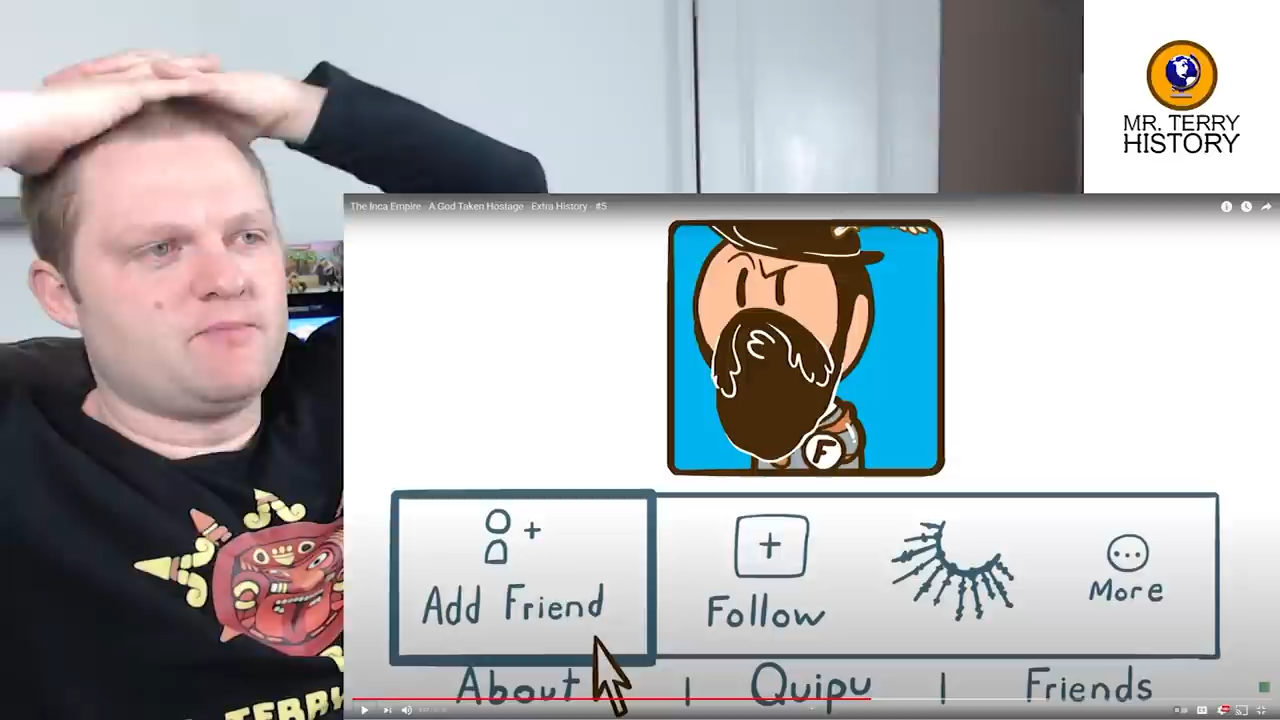 MR. TERRY
HISTORY
The Inca Empire - A God Taken Hostage - Extra History - #5
F
Add Friend
Follow
More
About | Quipu | Friends
. TERRY